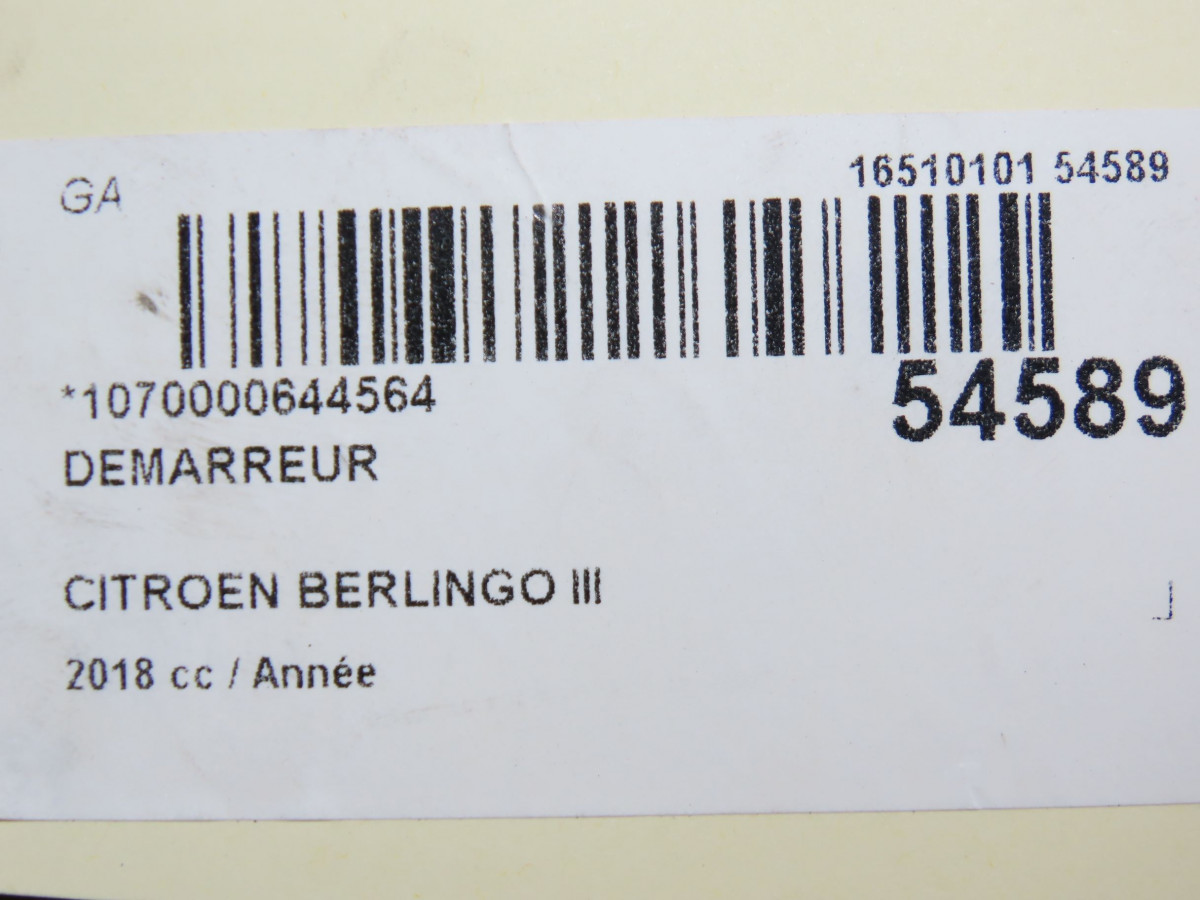 GA
16510101 54589
*1070000644564
54589
DEMARREUR
CITROEN BERLINGO III
2018 cc / Année